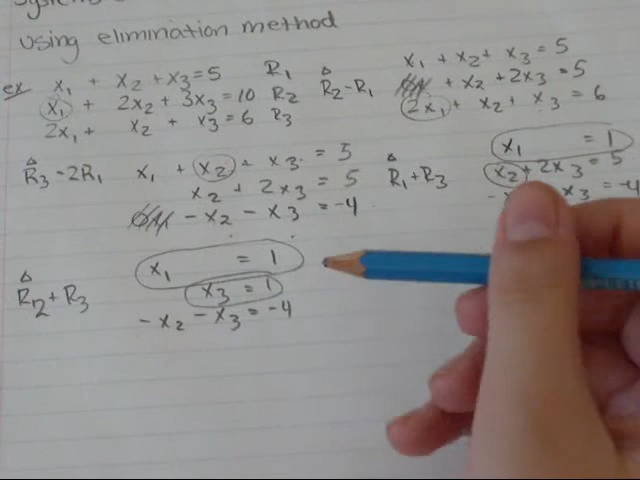 using elimination method
ex x₁ + x₂ + x₃ = 5 R₁
x₁ + 2x₂ + 3x₃ = 10 R₂
2x₁ + x₂ + x₃ = 6 R₃
△ R₂ - R₁
x₁ + x₂ + x₃ = 5
+ x₂ + 2x₃ = 5
2x₁ + x₂ + x₃ = 6
△ R₃ - 2R₁
x₁ + x₂ + x₃ = 5
x₂ + 2x₃ = 5
- x₂ - x₃ = -4
△ R₁ + R₃
x₁ = 1
x₂ + 2x₃ = 5
- x₃ = -4
△ R₂ + R₃
x₁ = 1
x₃ = 1
- x₂ - x₃ = -4